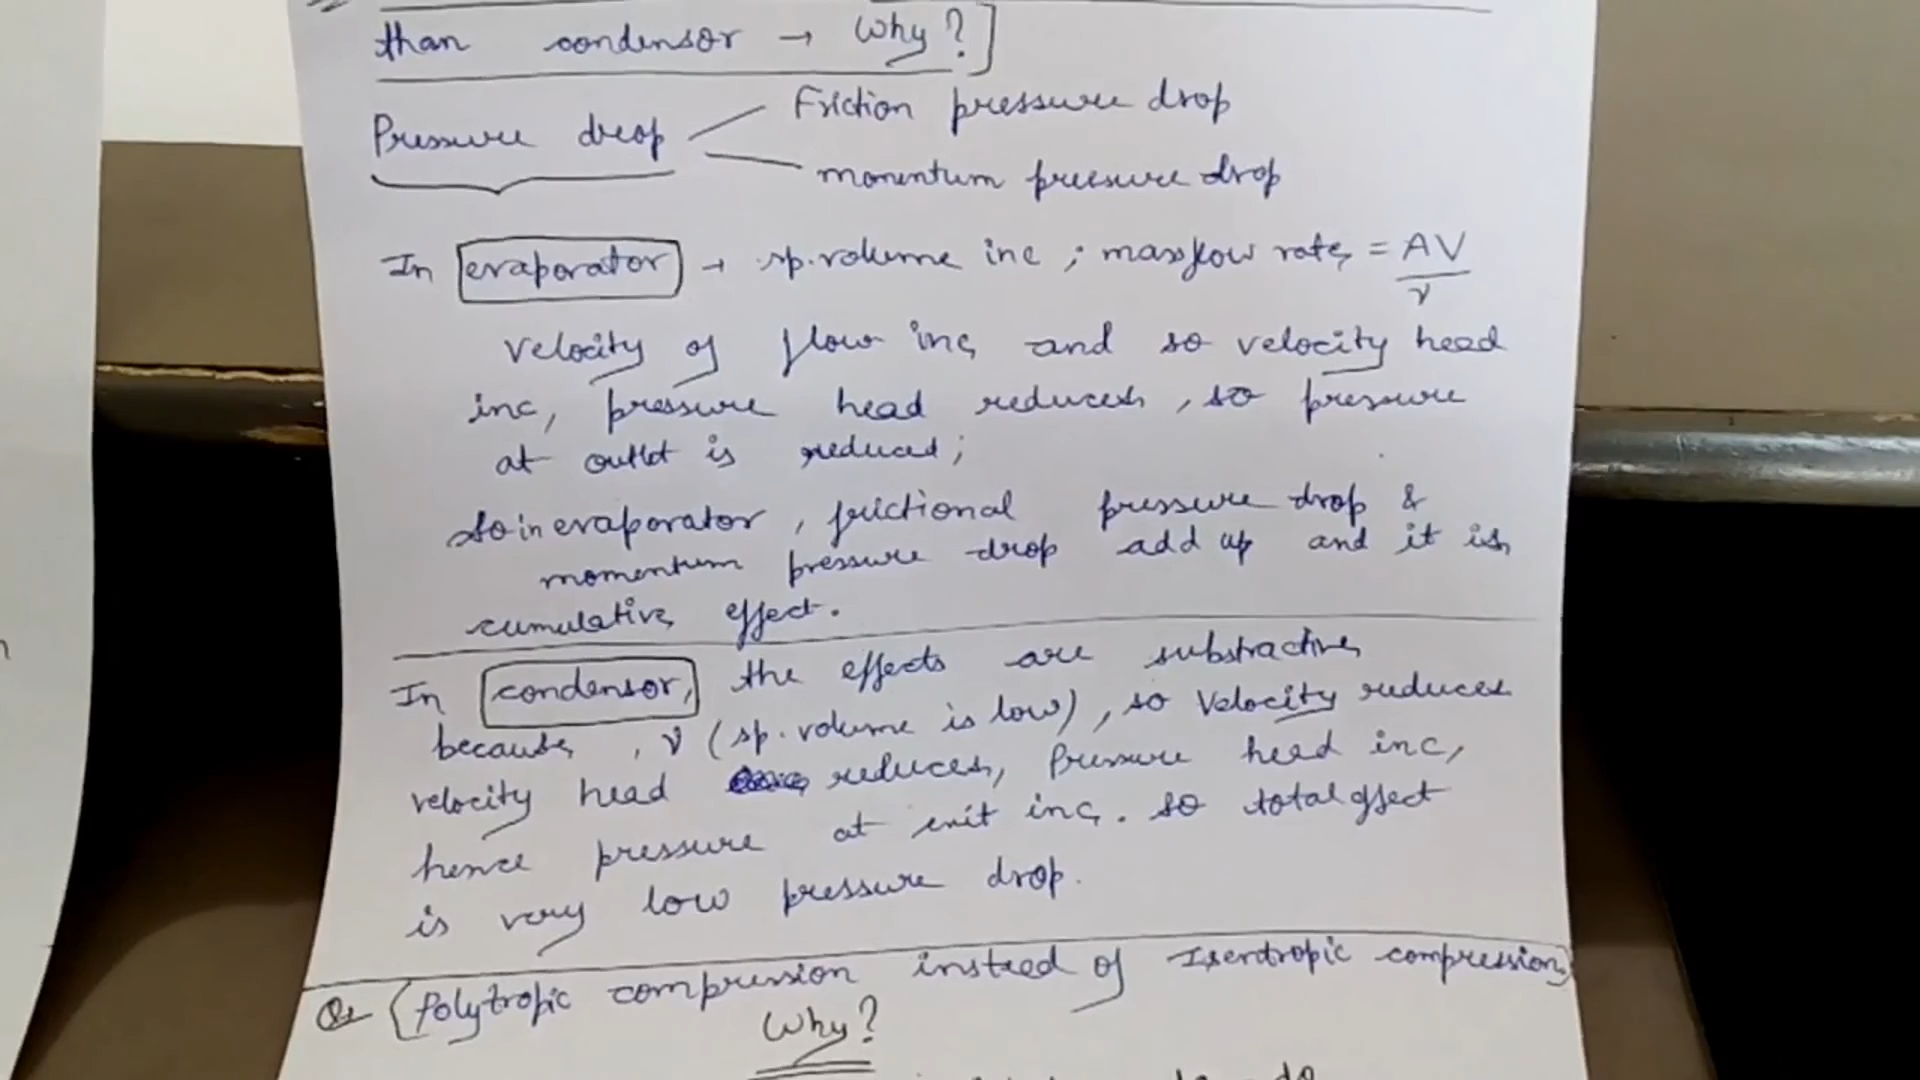 than condensor → Why?]
Pressure drop
Friction pressure drop
momentum pressure drop
In evaporator → sp. volume inc ; mass flow rate = AV/v
velocity of flow inc and so velocity head
inc, pressure head reduces, so pressure
at outlet is reduced;
So in evaporator, frictional pressure drop &
momentum pressure drop add up and it is
cumulative effect.
In condensor, the effects are substractive
because, v (sp. volume is low), so velocity reduces
velocity head reduces, Pressure head inc,
hence pressure at exit inc. so total effect
is very low pressure drop.
Q. {Polytropic compression instead of Isentropic compression}
Why?